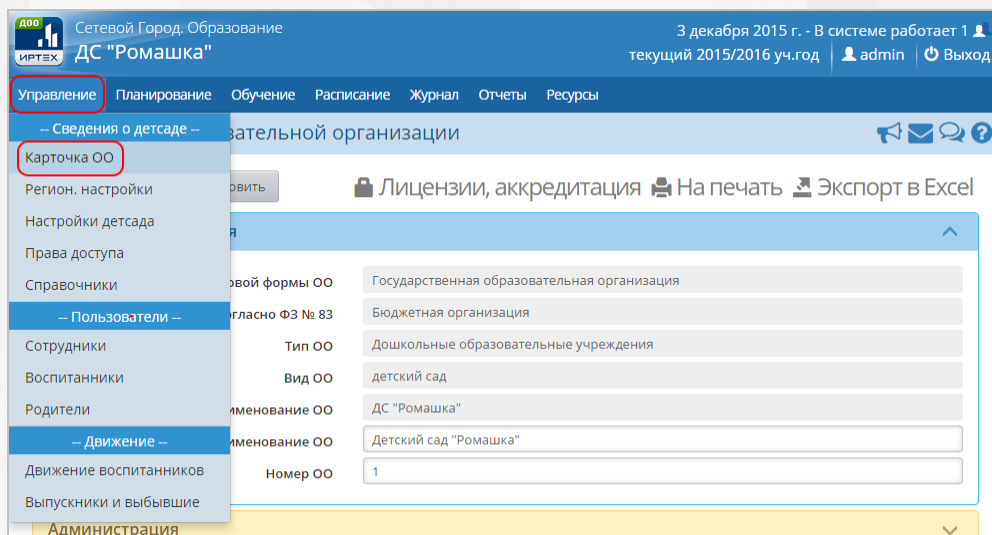 ДОО
ИРТЕХ
Сетевой Город. Образование
ДС "Ромашка"
3 декабря 2015 г. - В системе работает 1
текущий 2015/2016 уч.год admin Выход
Управление Планирование Обучение Расписание Журнал Отчеты Ресурсы
-- Сведения о детсаде --
овательной организации
Карточка ОО
Регион. настройки
овить Лицензии, аккредитация На печать Экспорт в Excel
Настройки детсада
я
Права доступа
Справочники
вой формы ОО Государственная образовательная организация
-- Пользователи --
гласно ФЗ № 83 Бюджетная организация
Сотрудники
Тип ОО Дошкольные образовательные учреждения
Воспитанники
Вид ОО детский сад
Родители
именование ОО ДС "Ромашка"
-- Движение --
именование ОО Детский сад "Ромашка"
Движение воспитанников
Номер ОО 1
Выпускники и выбывшие
Администрация